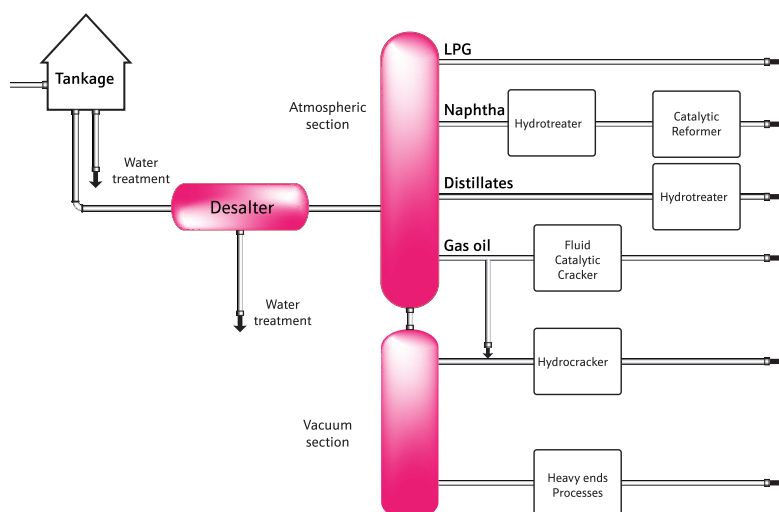 Tankage
Water
treatment
Desalter
Water
treatment
Atmospheric
section
LPG
Naphtha
Hydrotreater
Catalytic
Reformer
Distillates
Hydrotreater
Gas oil
Fluid
Catalytic
Cracker
Hydrocracker
Vacuum
section
Heavy ends
Processes